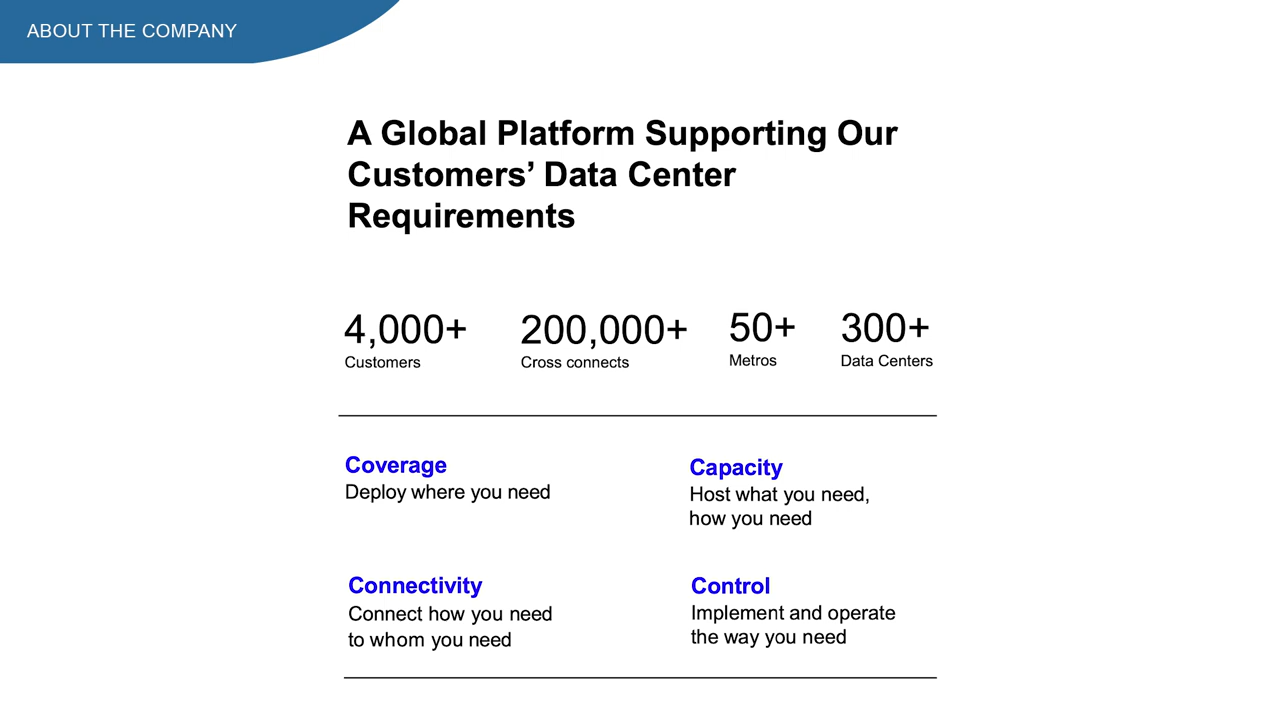 ABOUT THE COMPANY
A Global Platform Supporting Our
Customers’ Data Center
Requirements
4,000+
Customers
200,000+
Cross connects
50+
Metros
300+
Data Centers
Coverage
Deploy where you need
Capacity
Host what you need,
how you need
Connectivity
Connect how you need
to whom you need
Control
Implement and operate
the way you need